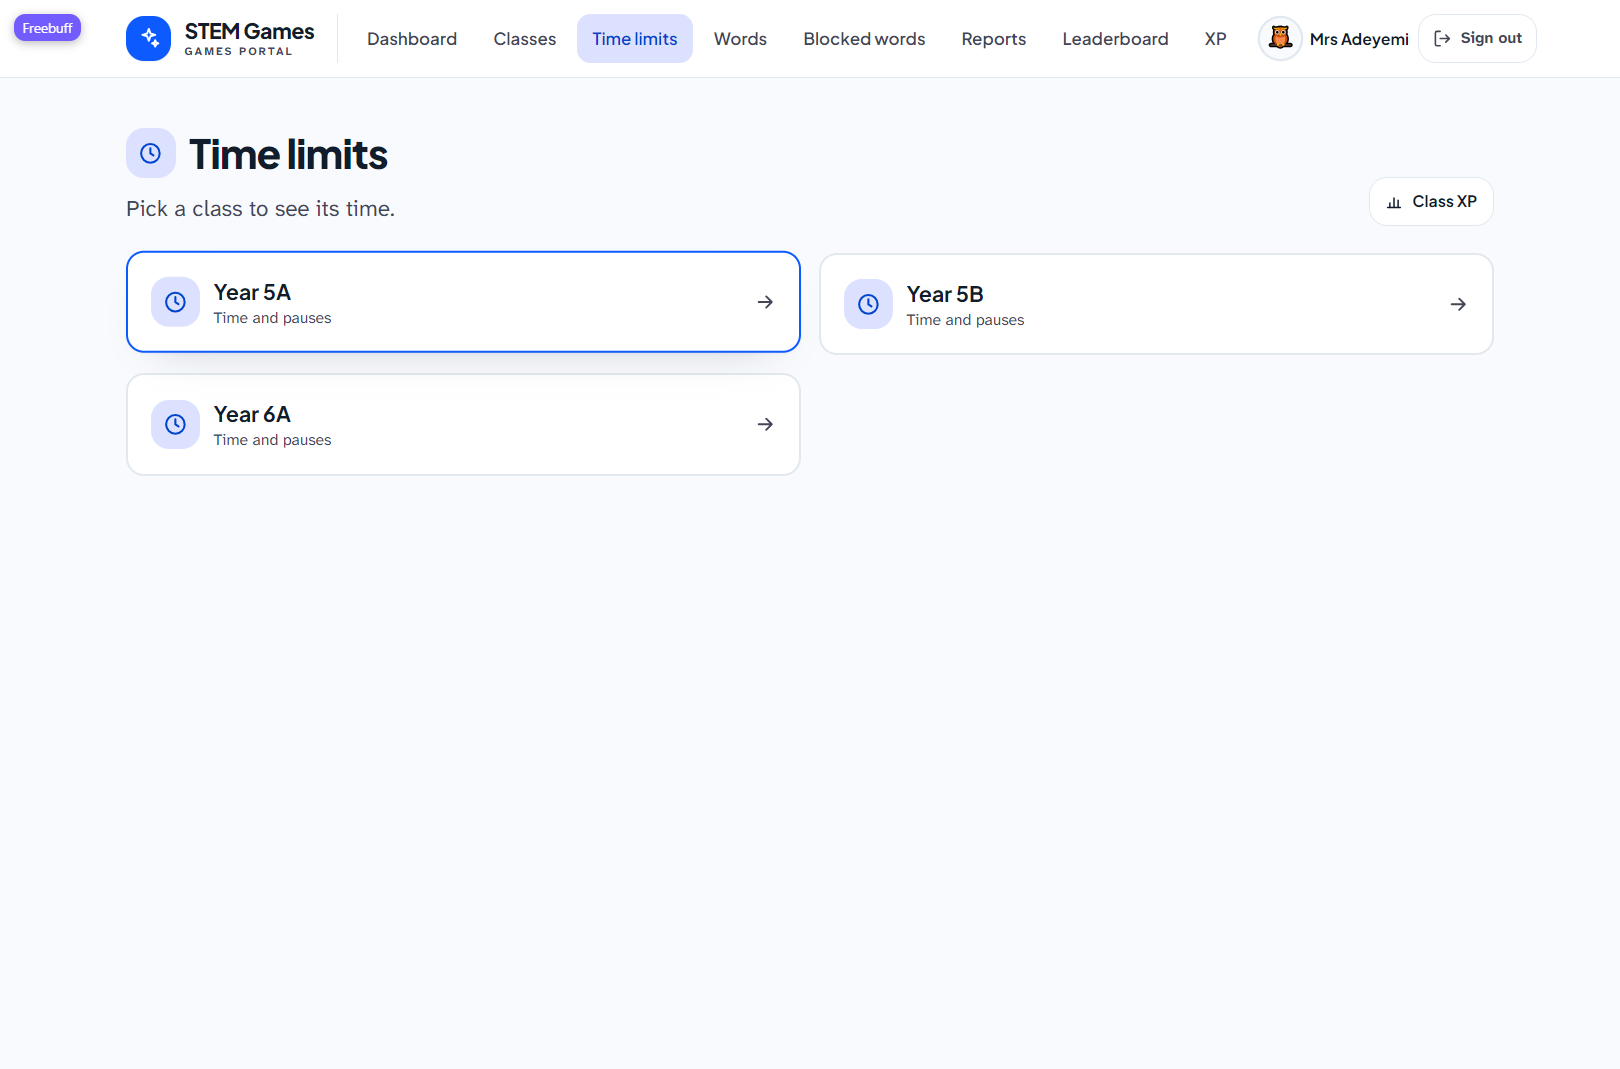 Freebuff
STEM Games
GAMES PORTAL
Dashboard
Classes
Time limits
Words
Blocked words
Reports
Leaderboard
XP
Mrs Adeyemi
Sign out
Time limits
Pick a class to see its time.
Class XP
Year 5A
Time and pauses
Year 5B
Time and pauses
Year 6A
Time and pauses